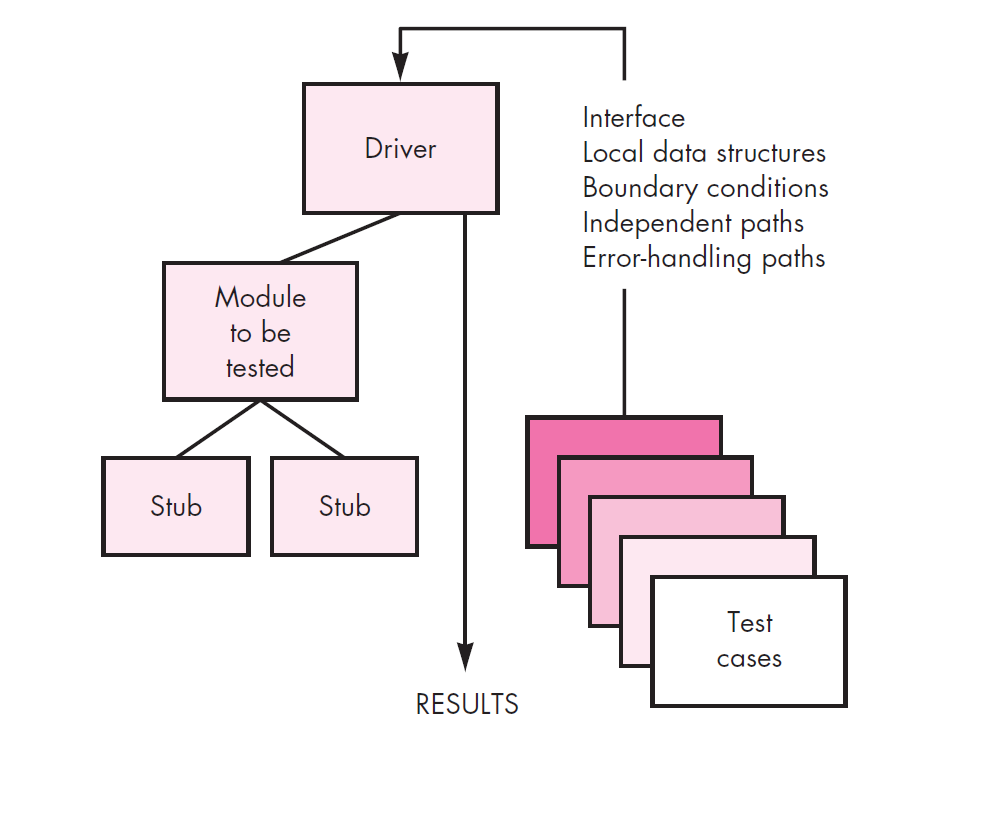 Driver
Interface
Local data structures
Boundary conditions
Independent paths
Error-handling paths
Module
to be
tested
Stub
Stub
Test
cases
RESULTS